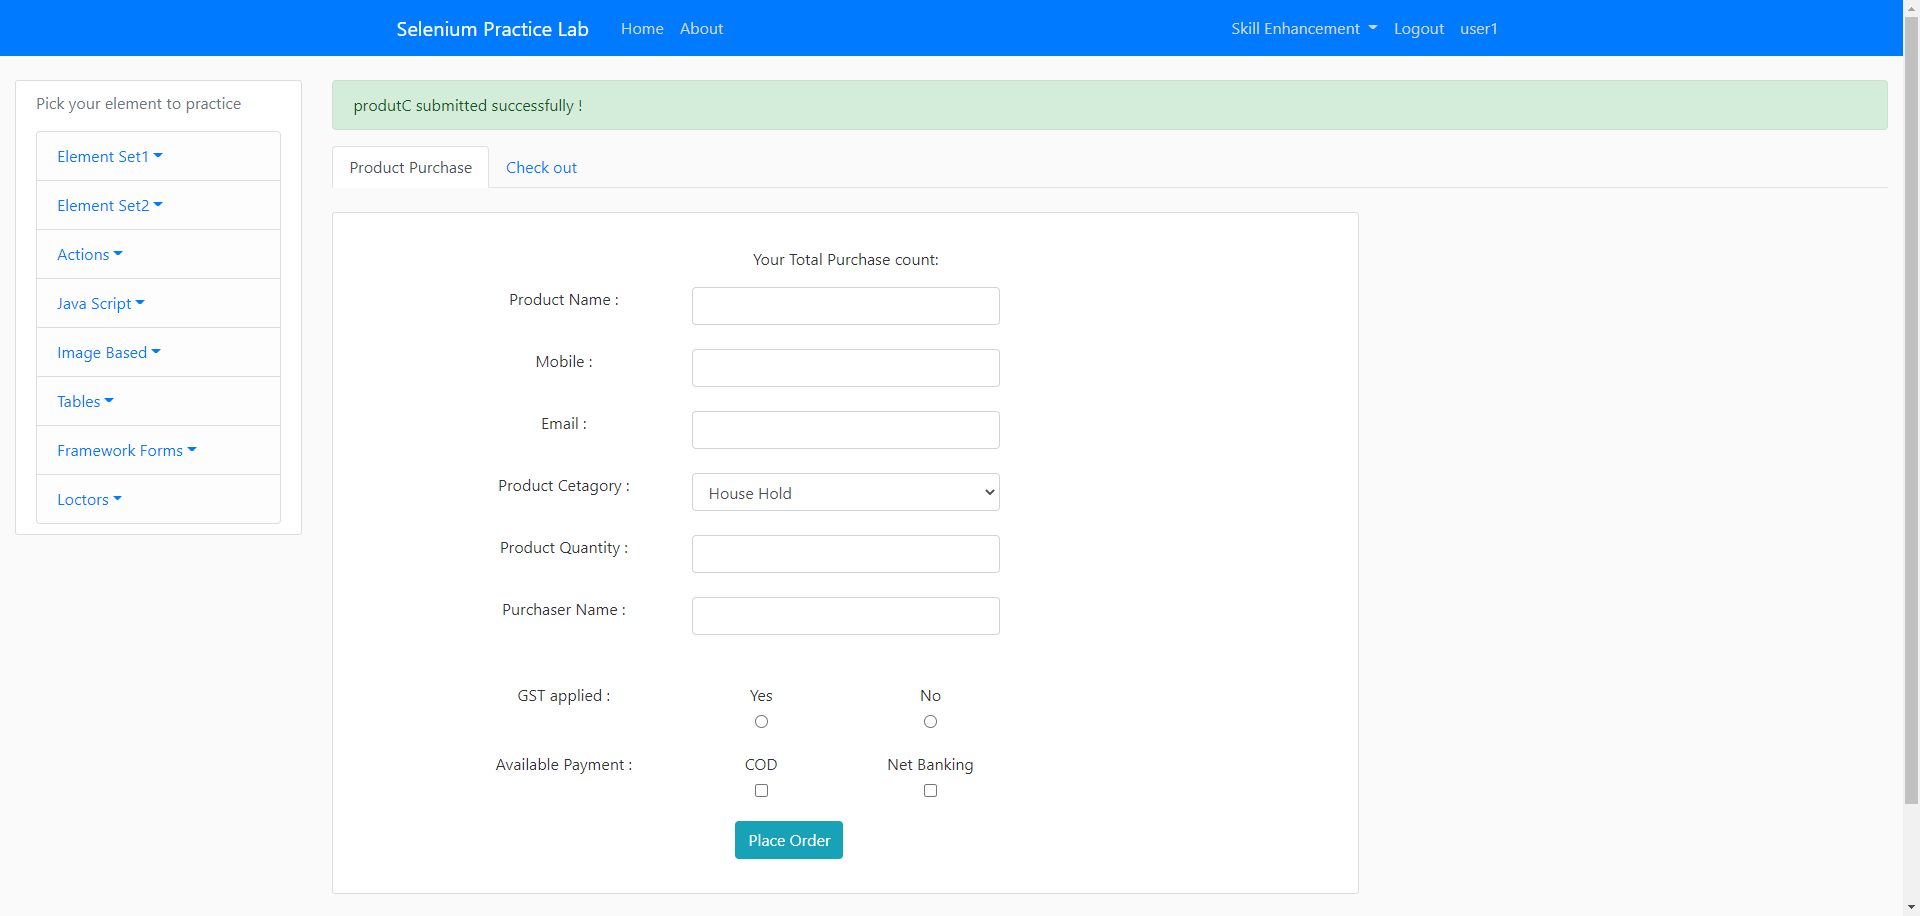 Selenium Practice Lab Home About Skill Enhancement Logout user1
Pick your element to practice
Element Set1
Element Set2
Actions
Java Script
Image Based
Tables
Framework Forms
Loctors
produtC submitted successfully !
Product Purchase Check out
Your Total Purchase count:
Product Name :
Mobile :
Email :
Product Cetagory : House Hold
Product Quantity :
Purchaser Name :
GST applied : Yes No
Available Payment : COD Net Banking
Place Order